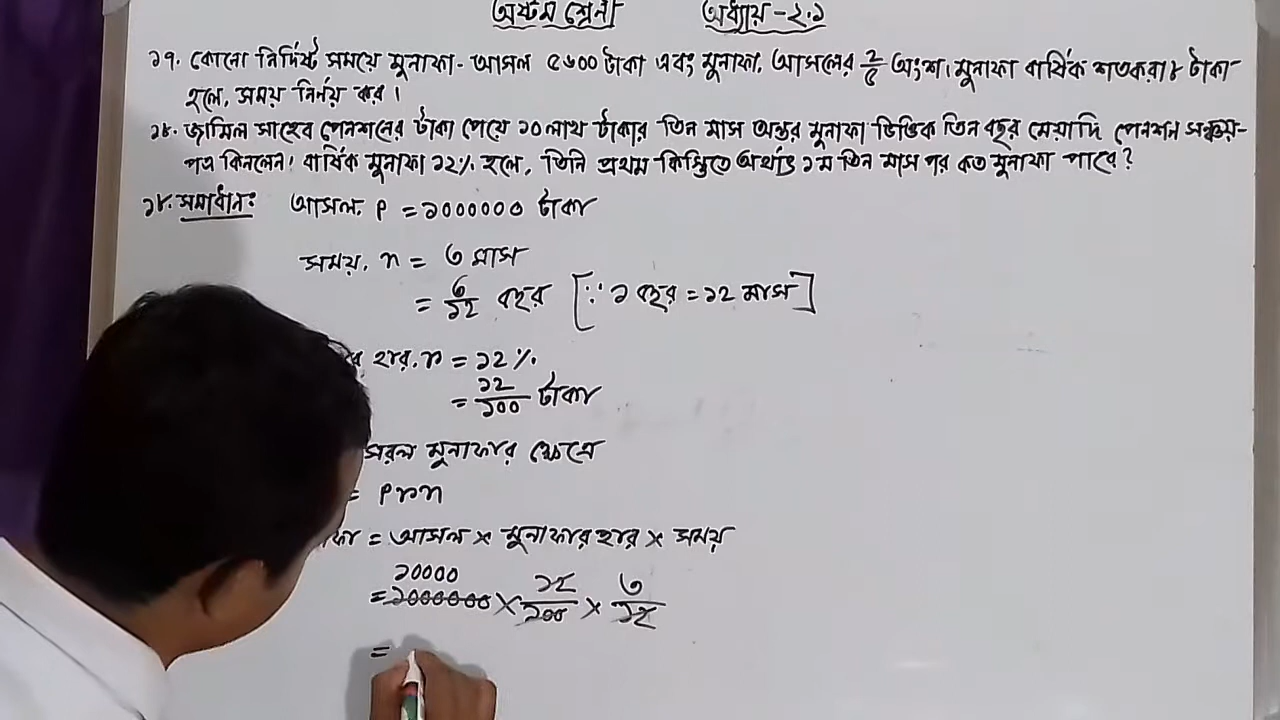 অষ্টম শ্রেণী অধ্যায় - ২.১
১৭. কোনো নির্দিষ্ট সময়ে মুনাফা - আসল ৫৬০০ টাকা এবং মুনাফা, আসলের ২/৫ অংশ। মুনাফা বার্ষিক শতকরা ৮ টাকা
হলে, সময় নির্ণয় কর।
১৮. জামিল সাহেব পেনশনের টাকা পেয়ে ১০ লাখ টাকার তিন মাস অন্তর মুনাফা ভিত্তিক তিন বছর মেয়াদি পেনশন সঞ্চয়-
পত্র কিনলেন। বার্ষিক মুনাফা ১২% হলে, তিনি প্রথম কিস্তিতে অর্থাৎ ১ম তিন মাস পর কত মুনাফা পাবে?
১৮. সমাধান: আসল, P = ১০০০০০০ টাকা
সময়, n = ৩ মাস
= ৩/১২ বছর [∵ ১ বছর = ১২ মাস]
হার, r = ১২%
= ১২/১০০ টাকা
সরল মুনাফার ক্ষেত্রে
= Prn
= আসল × মুনাফার হার × সময়
১০০০০
= ১০০০০০০ × ১২/১০০ × ৩/১২
=